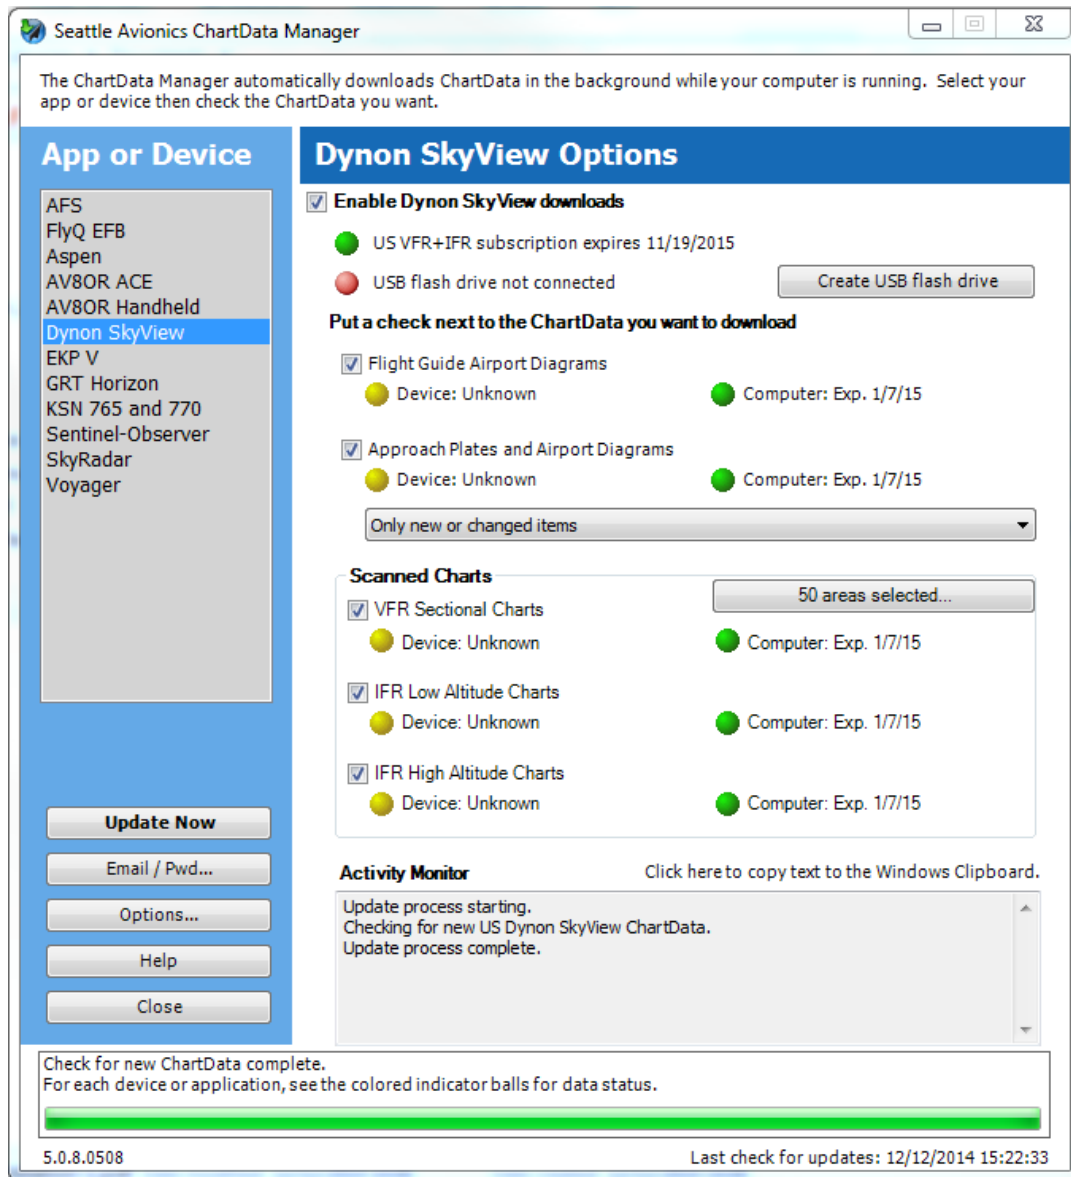 Seattle Avionics ChartData Manager
The ChartData Manager automatically downloads ChartData in the background while your computer is running.  Select your
app or device then check the ChartData you want.
App or Device
AFS
FlyQ EFB
Aspen
AV8OR ACE
AV8OR Handheld
Dynon SkyView
EKP V
GRT Horizon
KSN 765 and 770
Sentinel-Observer
SkyRadar
Voyager
Update Now
Email / Pwd...
Options...
Help
Close
Dynon SkyView Options
Enable Dynon SkyView downloads
US VFR+IFR subscription expires 11/19/2015
USB flash drive not connected
Create USB flash drive
Put a check next to the ChartData you want to download
Flight Guide Airport Diagrams
Device: Unknown
Computer: Exp. 1/7/15
Approach Plates and Airport Diagrams
Device: Unknown
Computer: Exp. 1/7/15
Only new or changed items
Scanned Charts
50 areas selected...
VFR Sectional Charts
Device: Unknown
Computer: Exp. 1/7/15
IFR Low Altitude Charts
Device: Unknown
Computer: Exp. 1/7/15
IFR High Altitude Charts
Device: Unknown
Computer: Exp. 1/7/15
Activity Monitor
Click here to copy text to the Windows Clipboard.
Update process starting.
Checking for new US Dynon SkyView ChartData.
Update process complete.
Check for new ChartData complete.
For each device or application, see the colored indicator balls for data status.
5.0.8.0508
Last check for updates: 12/12/2014 15:22:33